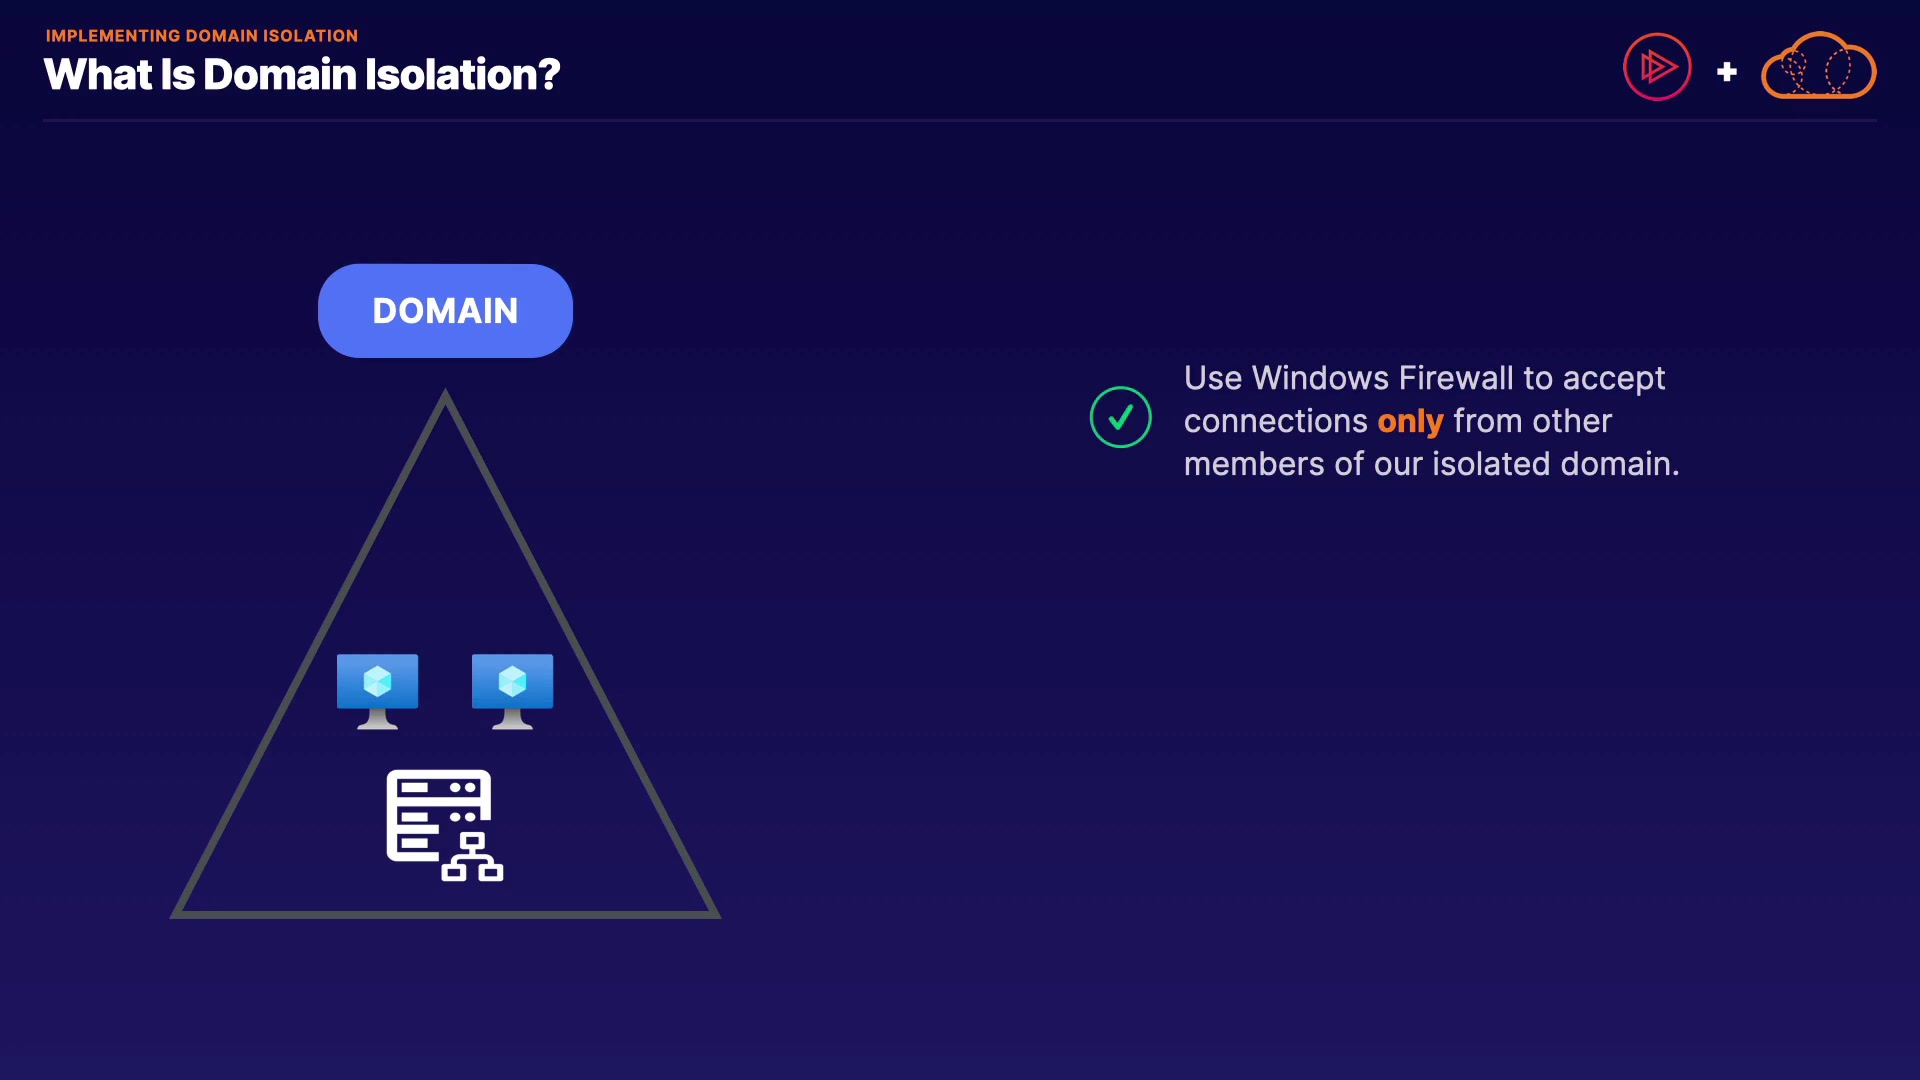 IMPLEMENTING DOMAIN ISOLATION
What Is Domain Isolation?
DOMAIN
Use Windows Firewall to accept
connections only from other
members of our isolated domain.